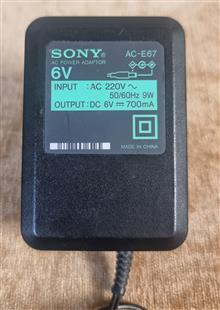 SONY®
AC-E67
AC POWER ADAPTOR
6V
INPUT :AC 220V ~
50/60Hz 9W
OUTPUT:DC 6V ⎓ 700mA
MADE IN CHINA